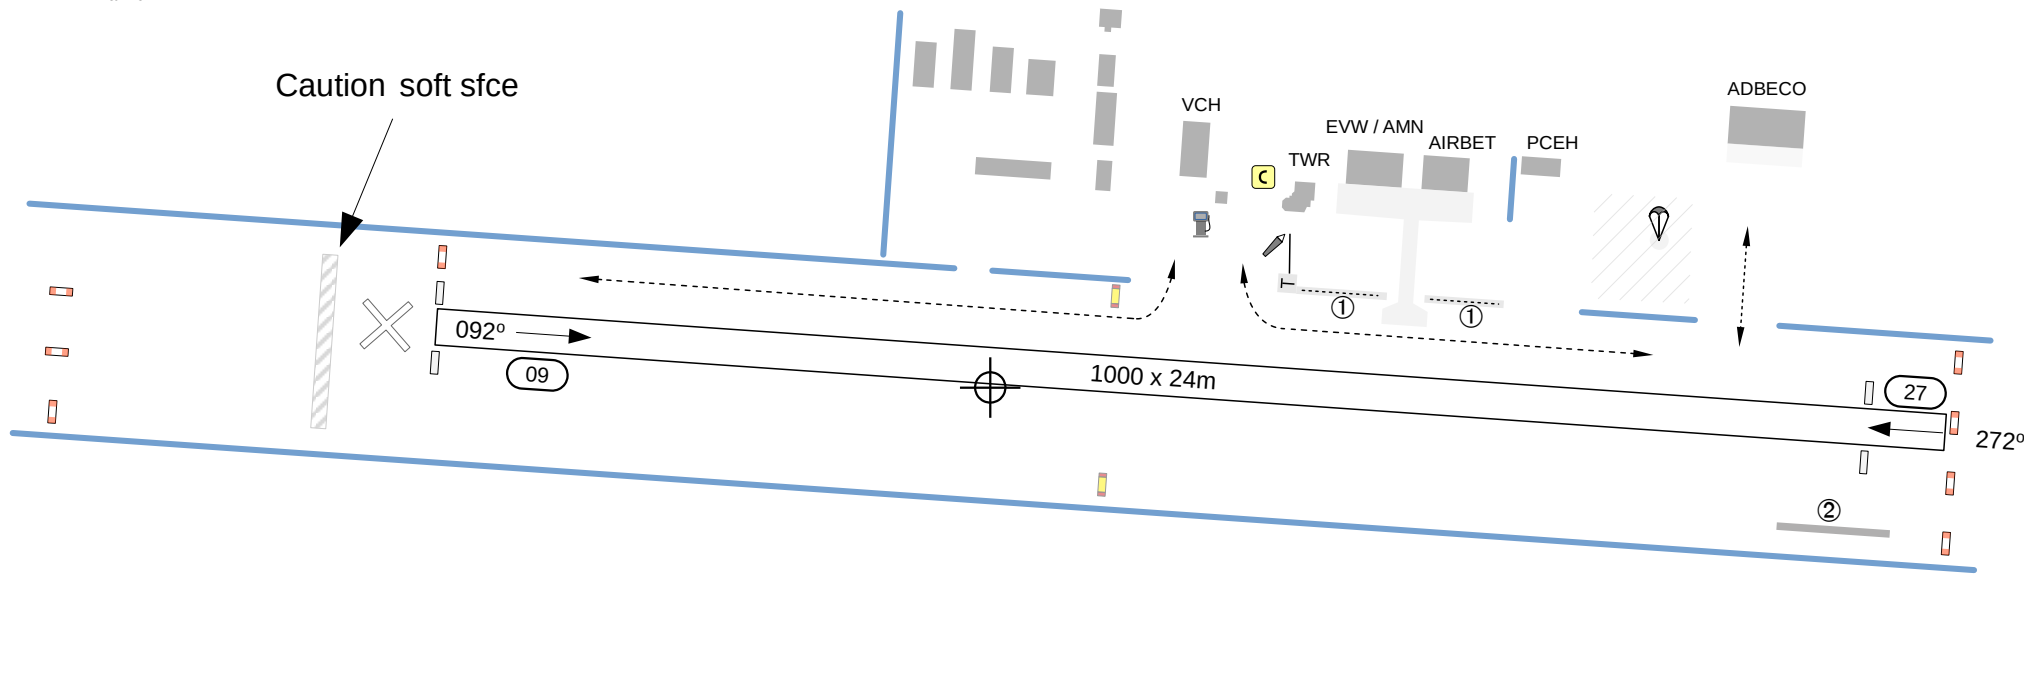 Caution soft sfce
ADBECO
VCH
EVW / AMN
AIRBET
PCEH
TWR
C
①
①
092º
09
1000 x 24m
27
272º
②